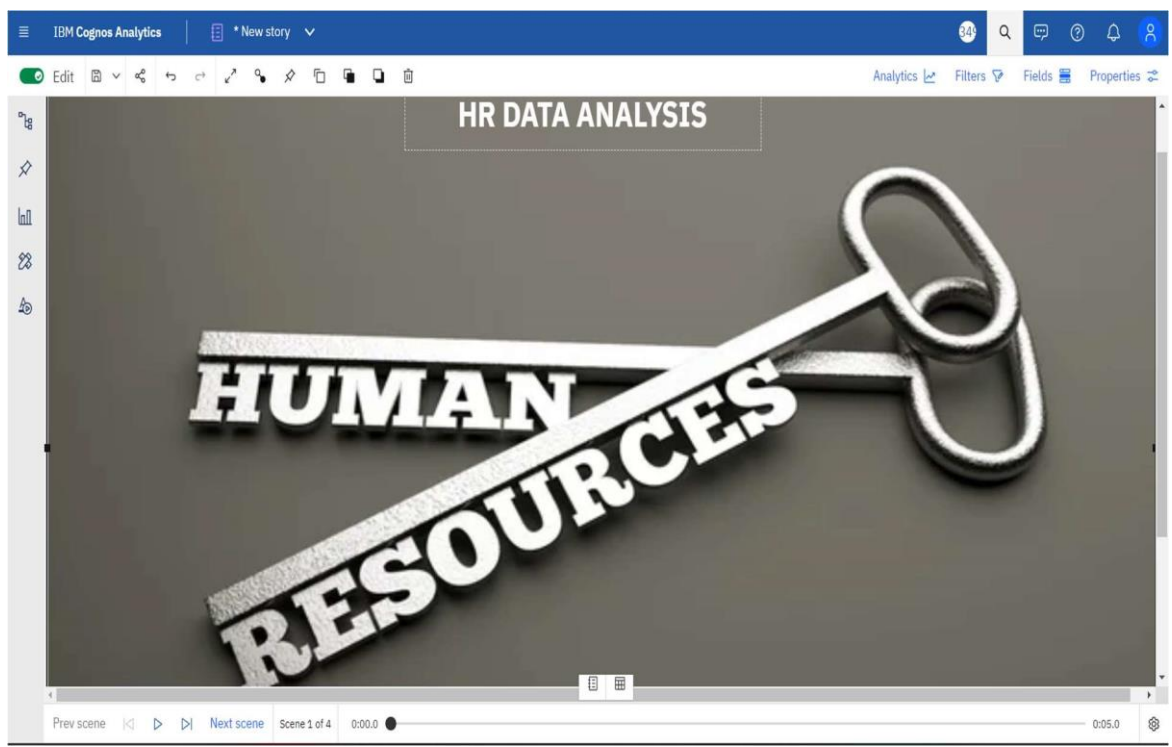 IBM Cognos Analytics
* New story
Edit
Analytics
Filters
Fields
Properties
HR DATA ANALYSIS
HUMAN
RESOURCES
Prev scene
Next scene
Scene 1 of 4
0:00.0
0:05.0